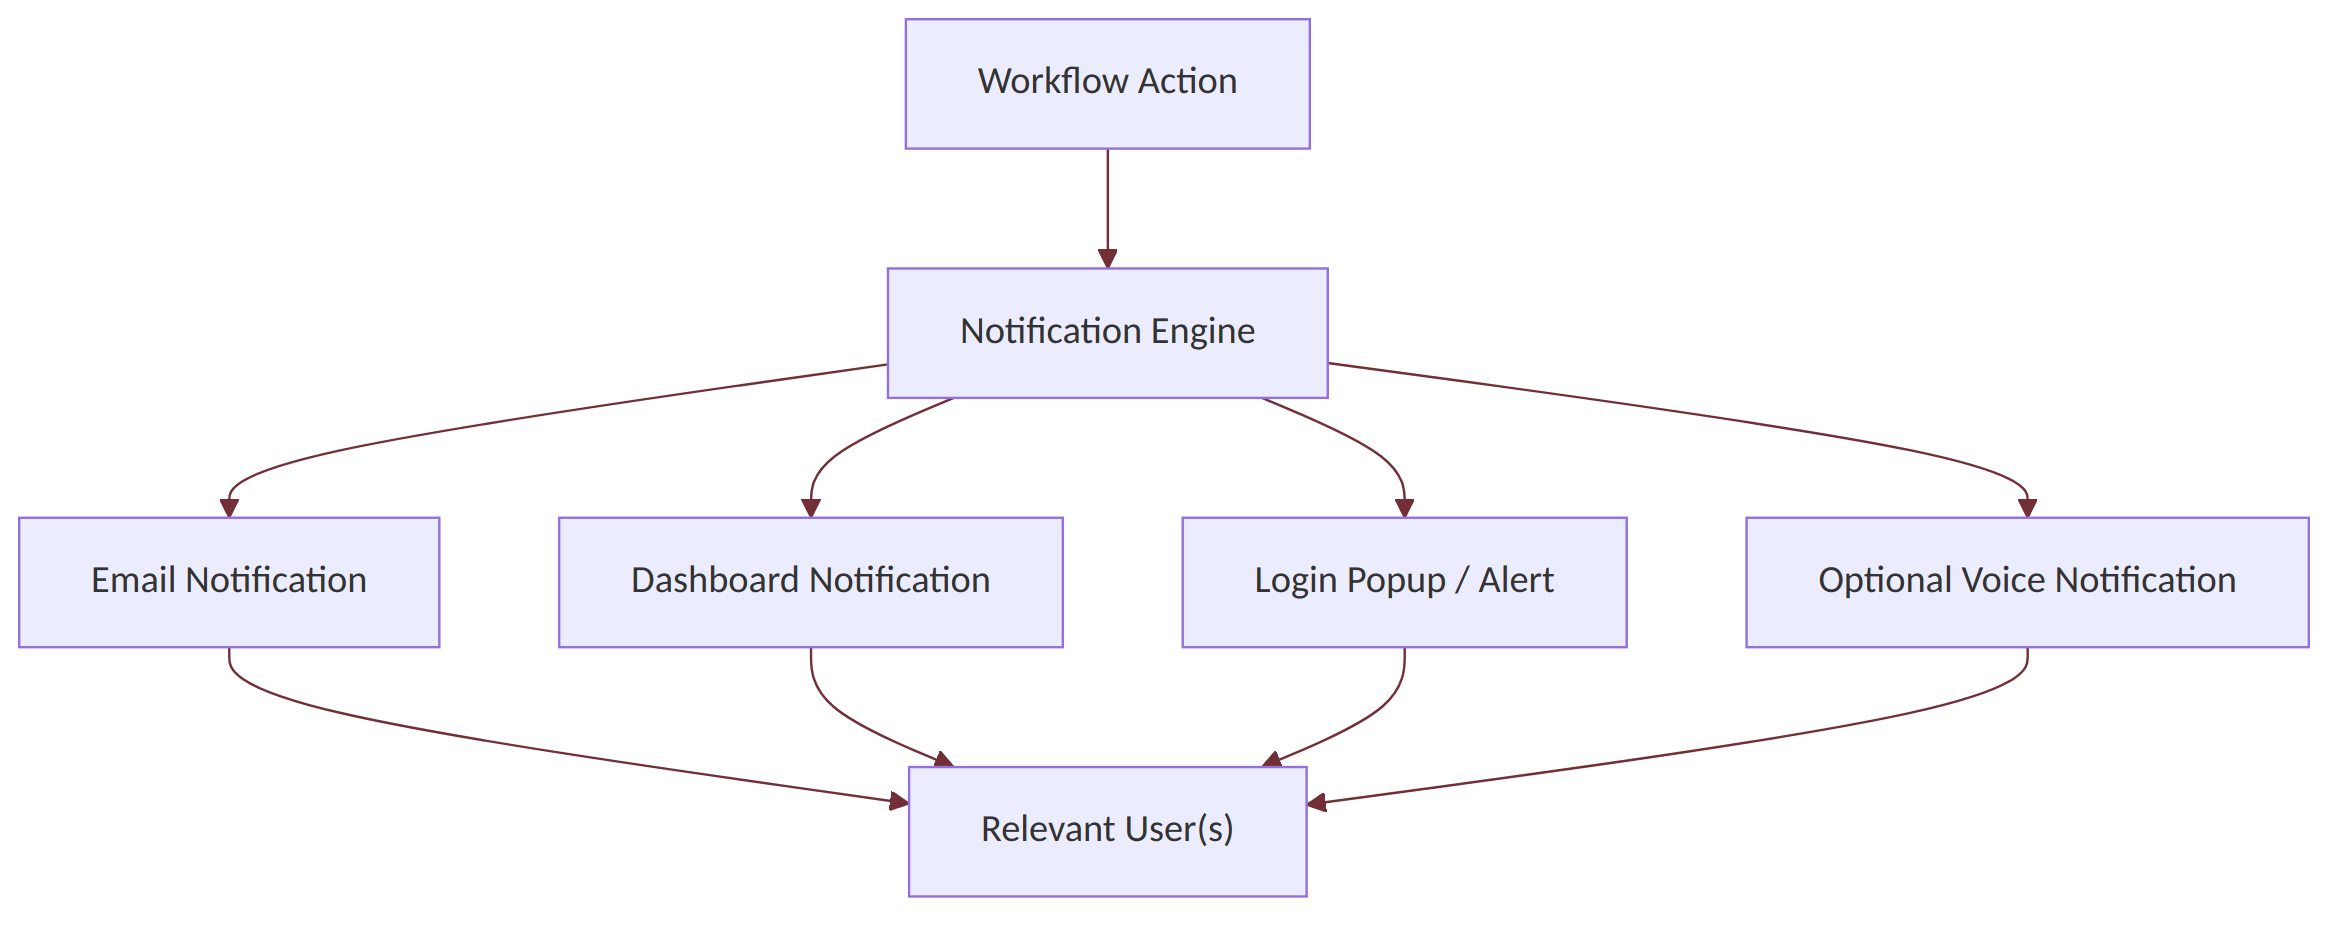 Workflow Action
Notification Engine
Email Notification
Dashboard Notification
Login Popup / Alert
Optional Voice Notification
Relevant User(s)